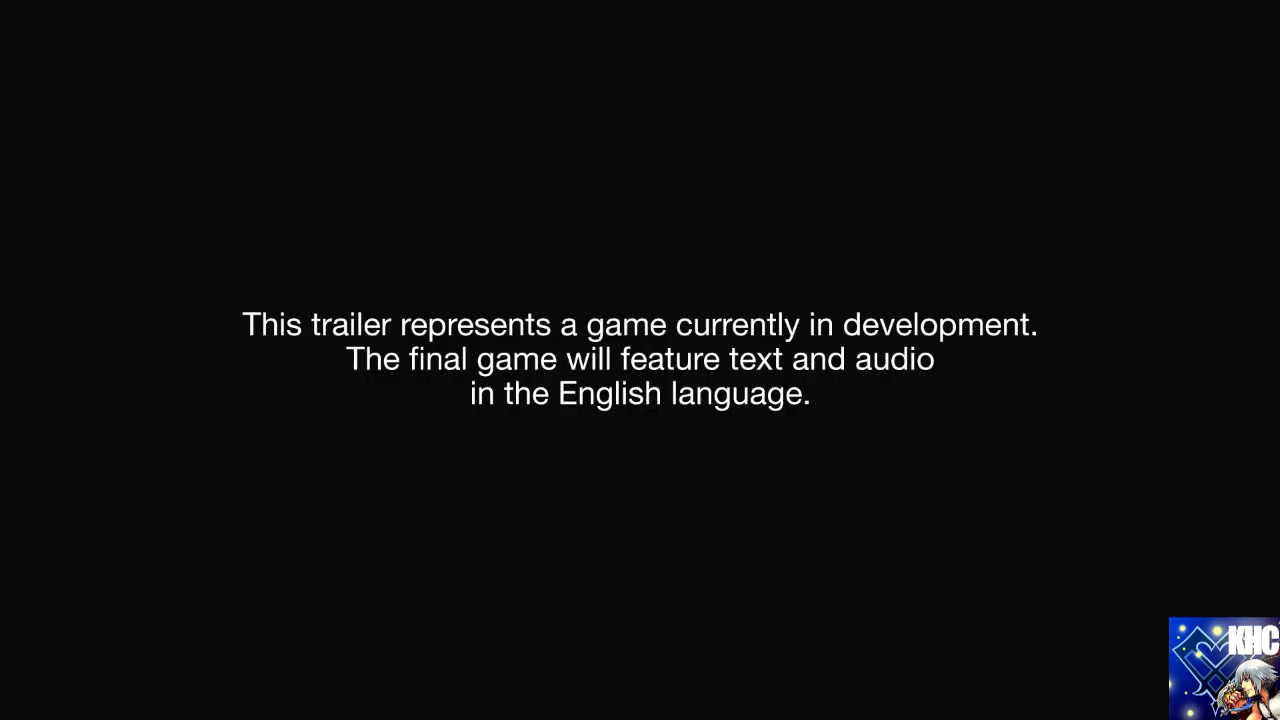 This trailer represents a game currently in development.
The final game will feature text and audio
in the English language.
KHC